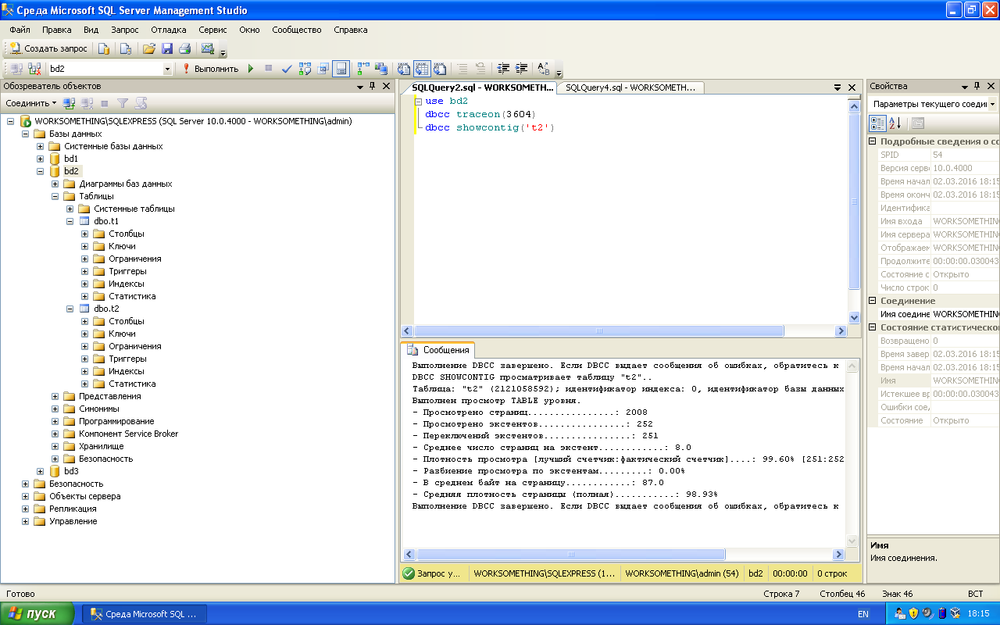 Среда Microsoft SQL Server Management Studio
Файл Правка Вид Запрос Отладка Сервис Окно Сообщество Справка
Создать запрос
bd2 Выполнить
Обозреватель объектов
Соединить
WORKSOMETHING\SQLEXPRESS (SQL Server 10.0.4000 - WORKSOMETHING\admin)
Базы данных
Системные базы данных
bd1
bd2
Диаграммы баз данных
Таблицы
Системные таблицы
dbo.t1
Столбцы
Ключи
Ограничения
Триггеры
Индексы
Статистика
dbo.t2
Столбцы
Ключи
Ограничения
Триггеры
Индексы
Статистика
Представления
Синонимы
Программирование
Компонент Service Broker
Хранилище
Безопасность
bd3
Безопасность
Объекты сервера
Репликация
Управление
SQLQuery2.sql - WORKSOMETH... SQLQuery4.sql - WORKSOMETH...
use bd2
dbcc traceon(3604)
dbcc showcontig('t2')
Сообщения
Выполнение DBCC завершено. Если DBCC выдает сообщения об ошибках, обратитесь к
DBCC SHOWCONTIG просматривает таблицу "t2"..
Таблица: "t2" (2121058592); идентификатор индекса: 0, идентификатор базы данных
Выполнен просмотр TABLE уровня.
- Просмотрено страниц................: 2008
- Просмотрено экстентов................: 252
- Переключений экстентов................: 251
- Среднее число страниц на экстент............: 8.0
- Плотность просмотра [лучший счетчик:фактический счетчик]....: 99.60% [251:252
- Разбиение просмотра по экстентам.........: 0.00%
- В среднем байт на страницу............: 87.0
- Средняя плотность страницы (полная)...........: 98.93%
Выполнение DBCC завершено. Если DBCC выдает сообщения об ошибках, обратитесь к
Запрос у... WORKSOMETHING\SQLEXPRESS (1... WORKSOMETHING\admin (54) bd2 00:00:00 0 строк
Свойства
Параметры текущего соеди
Подробные сведения о со
SPID 54
Версия серве 10.0.4000
Время начал 02.03.2016 18:15
Время оконч 02.03.2016 18:15
Идентифика
Имя входа WORKSOMETHING
Имя сервера WORKSOMETHING
Отображаем WORKSOMETHING
Продолжите 00:00:00.030043
Состояние с Открыто
Число строк 0
Соединение
Имя соедине WORKSOMETHING
Состояние статистическо
Возвращено 0
Время завер 02.03.2016 18:15
Время начал 02.03.2016 18:15
Имя WORKSOMETHING
Истекшее вр 00:00:00.030043
Ошибки сое,
Состояние Открыто
Имя
Имя соединения.
Готово Строка 7 Столбец 46 Знак 46 ВСТ
пуск Среда Microsoft SQL ... EN 18:15